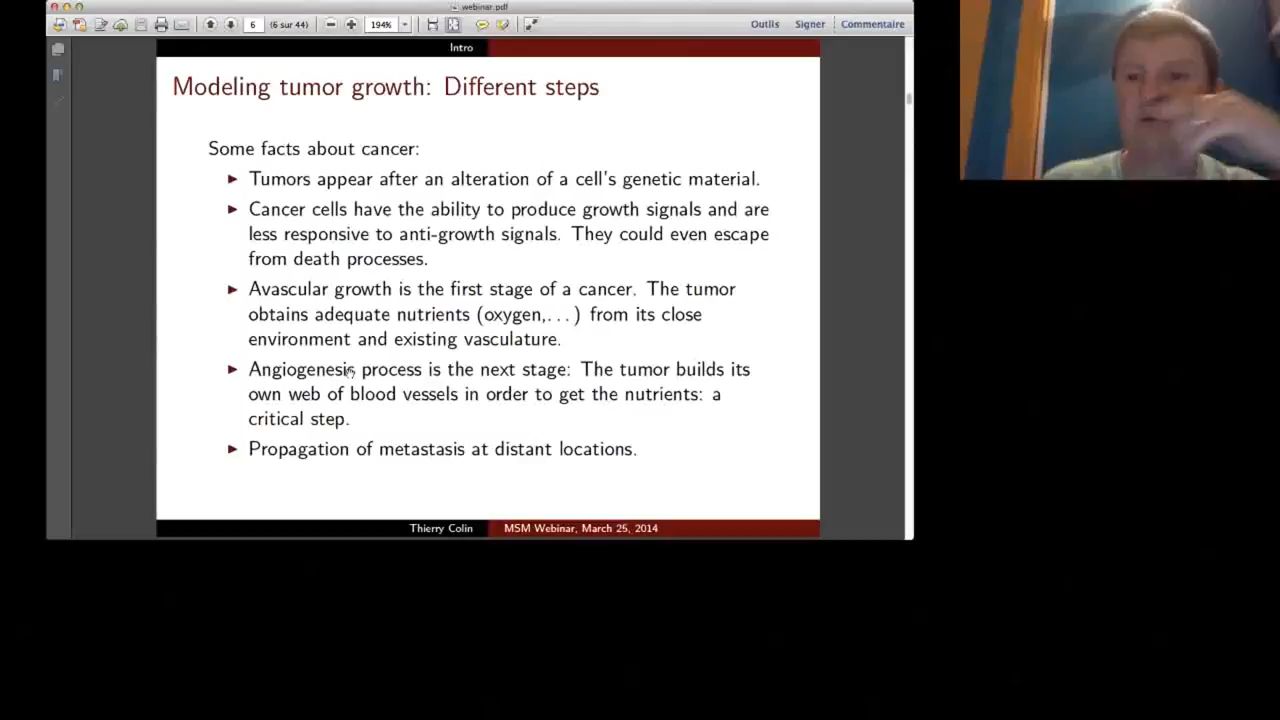 webinar.pdf
6 (6 sur 44) 194% Outils Signer Commentaire
Intro
Modeling tumor growth: Different steps
Some facts about cancer:
► Tumors appear after an alteration of a cell's genetic material.
► Cancer cells have the ability to produce growth signals and are
less responsive to anti-growth signals. They could even escape
from death processes.
► Avascular growth is the first stage of a cancer. The tumor
obtains adequate nutrients (oxygen,...) from its close
environment and existing vasculature.
► Angiogenesis process is the next stage: The tumor builds its
own web of blood vessels in order to get the nutrients: a
critical step.
► Propagation of metastasis at distant locations.
Thierry Colin MSM Webinar, March 25, 2014